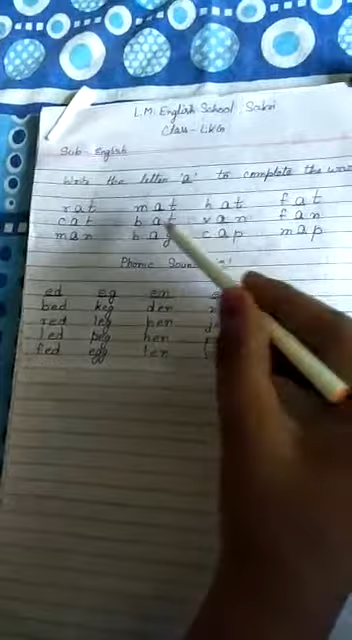 L.M. English School Sakri
Class - LKG
Sub - English
Write the letter 'a' to complete the
rat mat hat fat
cat bat van fan
man bag cap map
Phonic Sound
ed eg en
bed keg den
red leg pen
led peg hen
fed egg ten